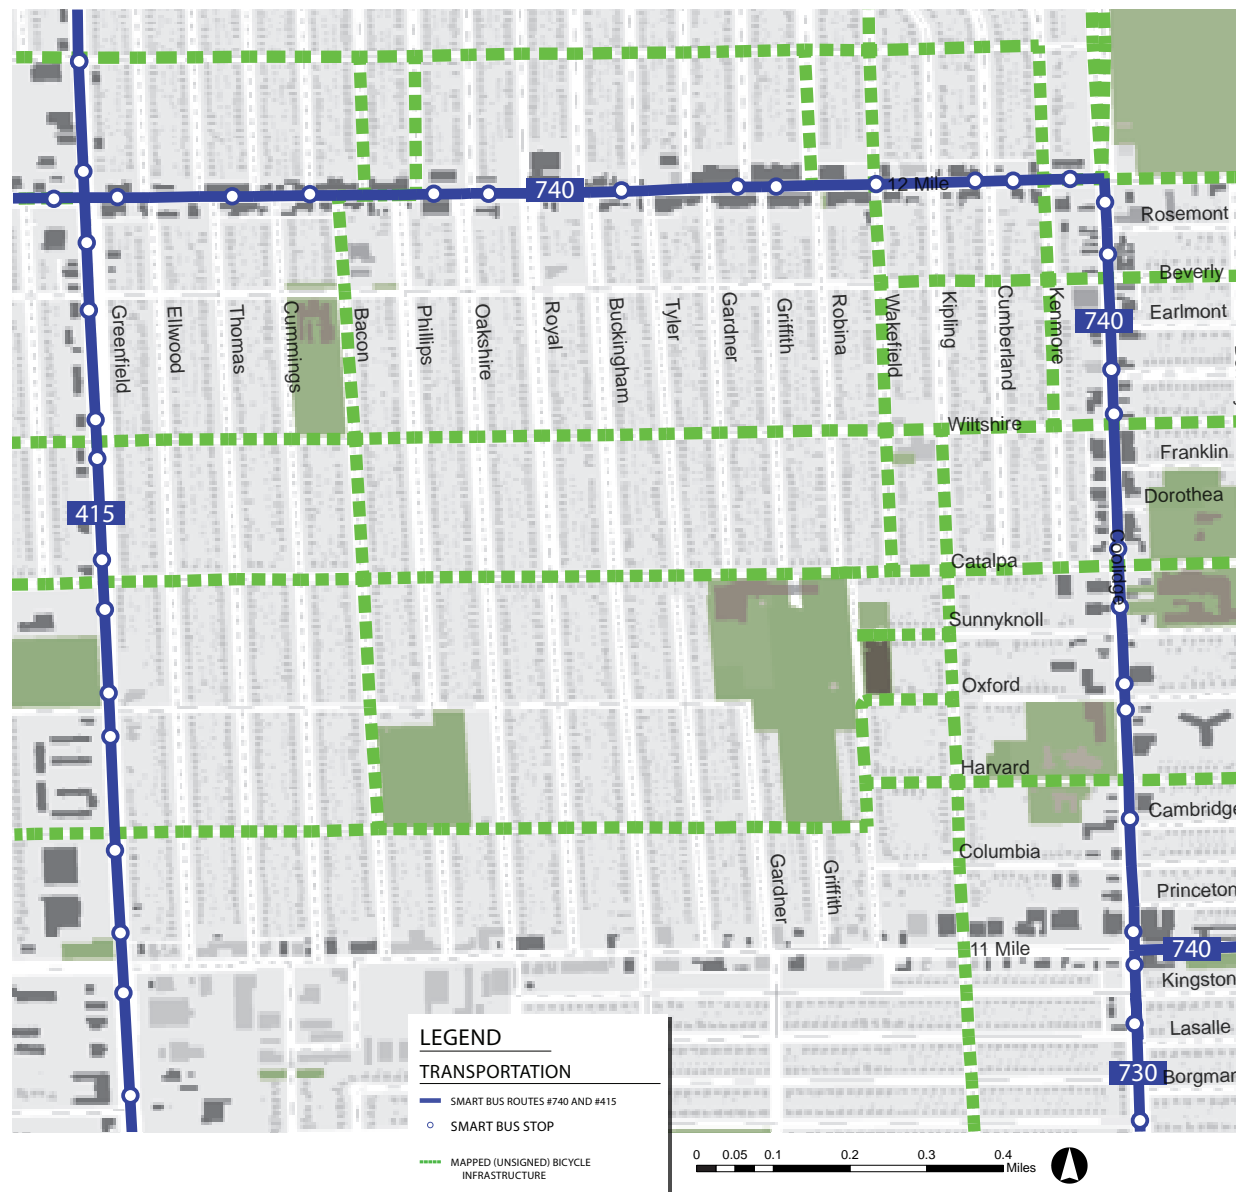 740
12 Mile
Rosemont
Beverly
Greenfield
Ellwood
Thomas
Cummings
Bacon
Phillips
Oakshire
Royal
Buckingham
Tyler
Gardner
Griffith
Robina
Wakefield
Kipling
Cumberland
Kenmore
740
Earlmont
Wiltshire
Franklin
Dorothea
415
Coolidge
Catalpa
Sunnyknoll
Oxford
Harvard
Cambridge
Columbia
Gardner
Griffith
Princeton
11 Mile
740
Kingston
Lasalle
730
Borgmar
LEGEND
TRANSPORTATION
SMART BUS ROUTES #740 AND #415
SMART BUS STOP
MAPPED (UNSIGNED) BICYCLE
INFRASTRUCTURE
0 0.05 0.1 0.2 0.3 0.4
Miles